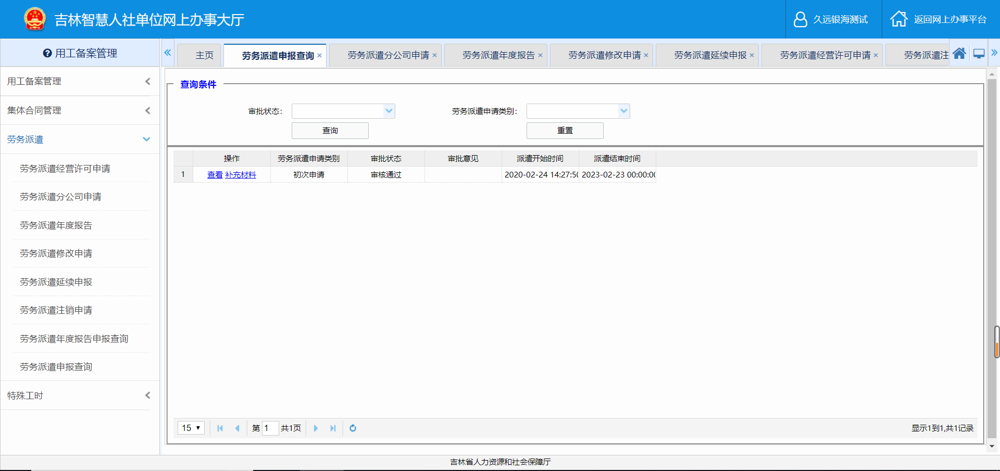 吉林智慧人社单位网上办事大厅
久远银海测试
返回网上办事平台
用工备案管理
主页
劳务派遣申报查询
劳务派遣分公司申请
劳务派遣年度报告
劳务派遣修改申请
劳务派遣延续申报
劳务派遣经营许可申请
劳务派遣注
用工备案管理
集体合同管理
劳务派遣
劳务派遣经营许可申请
劳务派遣分公司申请
劳务派遣年度报告
劳务派遣修改申请
劳务派遣延续申报
劳务派遣注销申请
劳务派遣年度报告申报查询
劳务派遣申报查询
特殊工时
查询条件
审批状态:
劳务派遣申请类别:
查询
重置
操作 劳务派遣申请类别 审批状态 审批意见 派遣开始时间 派遣结束时间
1 查看 补充材料 初次申请 审核通过 2020-02-24 14:27:50 2023-02-23 00:00:00
15 第 1 共1页
显示1到1,共1记录
吉林省人力资源和社会保障厅